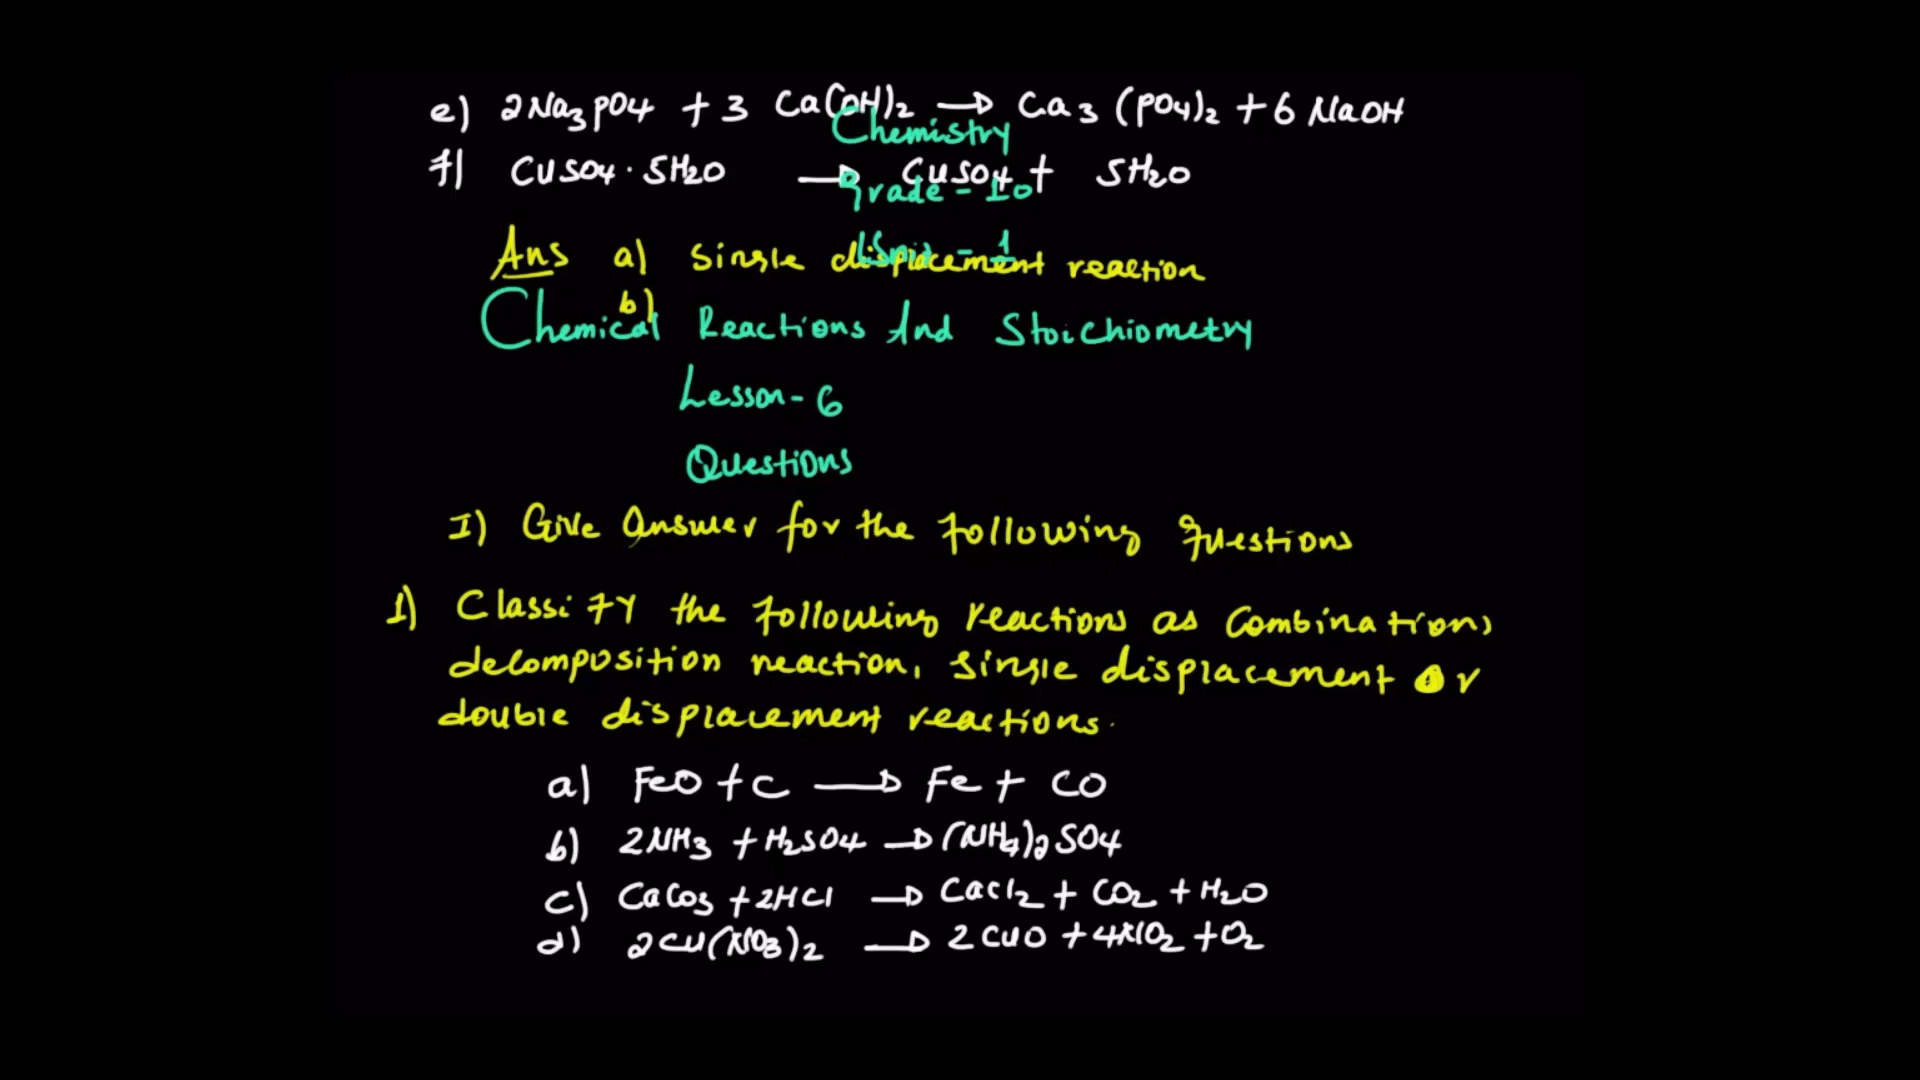 e) 2Na3PO4 + 3 Ca(OH)2 → Ca3 (PO4)2 + 6 NaOH
Chemistry
f) CuSO4 · 5H2O → CuSO4 + 5H2O
Grade - 10
Unit - 1
Ans a) Single displacement reaction
b)
Chemical Reactions And Stoichiometry
Lesson - 6
Questions
I) Give Answer for the following questions
1) Classify the following reactions as Combination,
decomposition reaction, single displacement or
double displacement reactions.
a) FeO + C → Fe + CO
b) 2NH3 + H2SO4 → (NH4)2 SO4
c) CaCO3 + 2HCl → CaCl2 + CO2 + H2O
d) 2Cu(NO3)2 → 2CuO + 4NO2 + O2